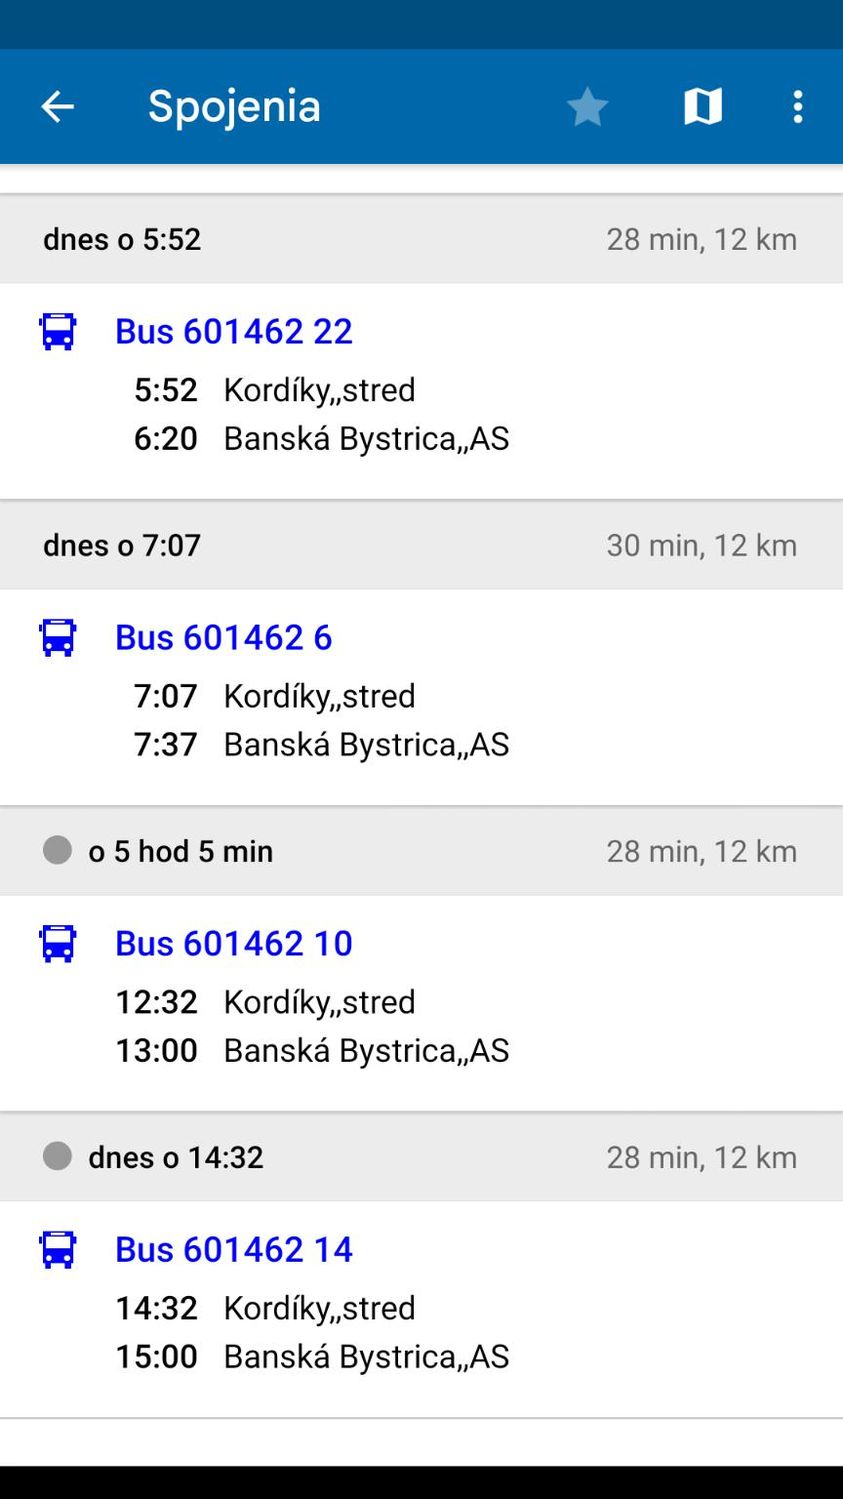 Spojenia
dnes o 5:52 28 min, 12 km
Bus 601462 22
5:52 Kordíky,,stred
6:20 Banská Bystrica,,AS
dnes o 7:07 30 min, 12 km
Bus 601462 6
7:07 Kordíky,,stred
7:37 Banská Bystrica,,AS
o 5 hod 5 min 28 min, 12 km
Bus 601462 10
12:32 Kordíky,,stred
13:00 Banská Bystrica,,AS
dnes o 14:32 28 min, 12 km
Bus 601462 14
14:32 Kordíky,,stred
15:00 Banská Bystrica,,AS